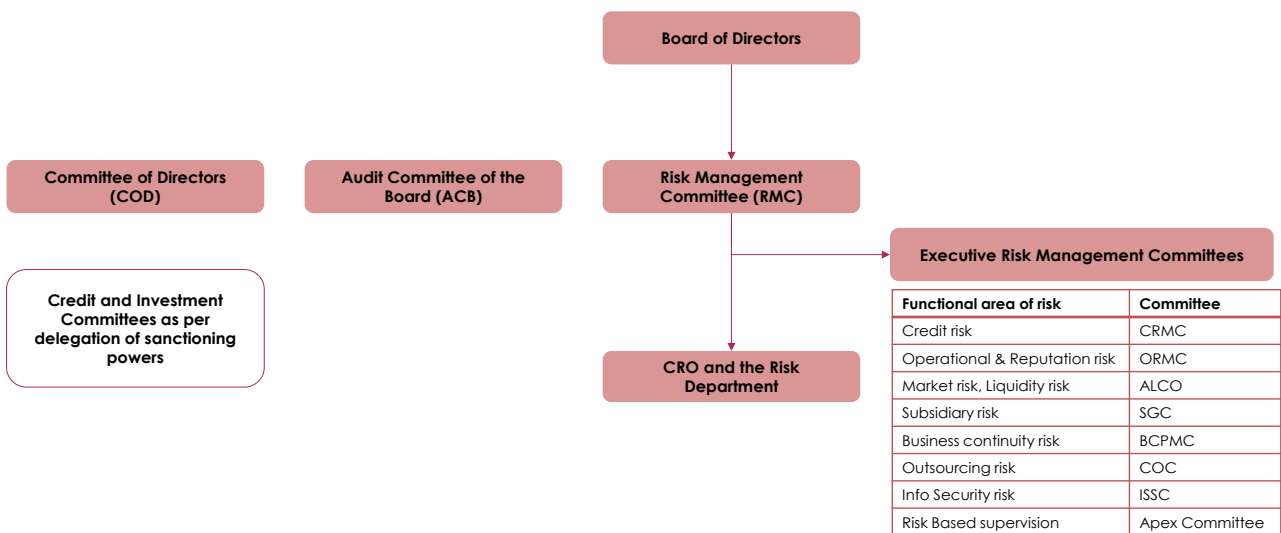 Board of Directors
Committee of Directors
(COD)
Audit Committee of the
Board (ACB)
Risk Management
Committee (RMC)
Executive Risk Management Committees
Credit and Investment
Committees as per
delegation of sanctioning
powers
CRO and the Risk
Department
Functional area of risk Committee
Credit risk CRMC
Operational & Reputation risk ORMC
Market risk, Liquidity risk ALCO
Subsidiary risk SGC
Business continuity risk BCPMC
Outsourcing risk COC
Info Security risk ISSC
Risk Based supervision Apex Committee